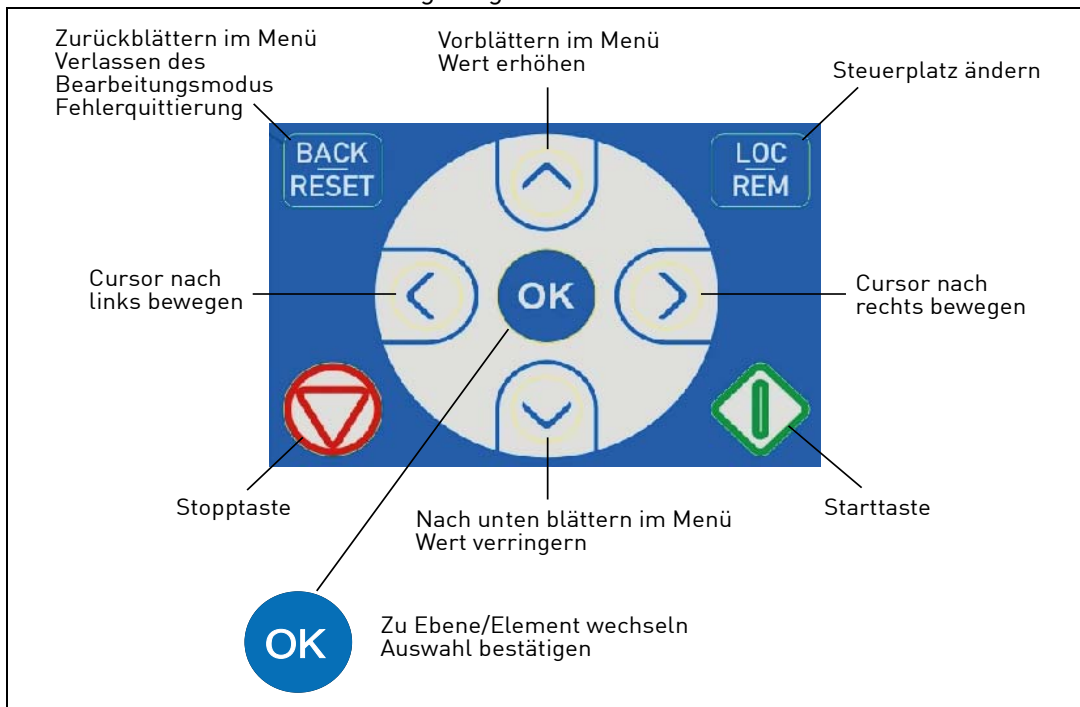 Zurückblättern im Menü
Verlassen des
Bearbeitungsmodus
Fehlerquittierung
Vorblättern im Menü
Wert erhöhen
Steuerplatz ändern
BACK
RESET
LOC
REM
Cursor nach
links bewegen
OK
Cursor nach
rechts bewegen
Stopptaste
Nach unten blättern im Menü
Wert verringern
Starttaste
OK
Zu Ebene/Element wechseln
Auswahl bestätigen